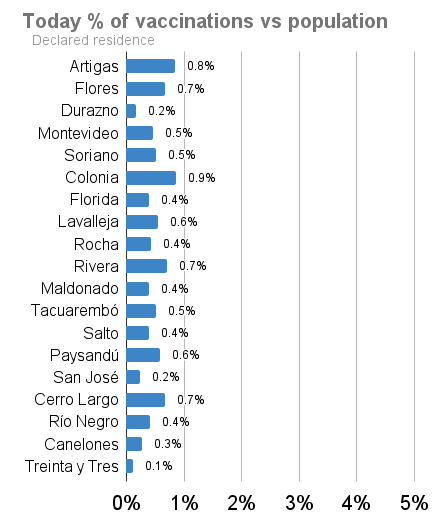 Today % of vaccinations vs population
Declared residence
Artigas 0.8%
Flores 0.7%
Durazno 0.2%
Montevideo 0.5%
Soriano 0.5%
Colonia 0.9%
Florida 0.4%
Lavalleja 0.6%
Rocha 0.4%
Rivera 0.7%
Maldonado 0.4%
Tacuarembó 0.5%
Salto 0.4%
Paysandú 0.6%
San José 0.2%
Cerro Largo 0.7%
Río Negro 0.4%
Canelones 0.3%
Treinta y Tres 0.1%
0% 1% 2% 3% 4% 5%